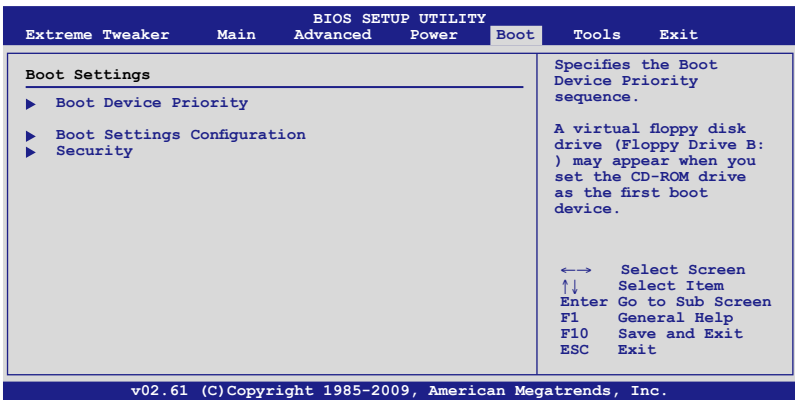 BIOS SETUP UTILITY
Extreme Tweaker Main Advanced Power Boot Tools Exit
Boot Settings
Boot Device Priority
Boot Settings Configuration
Security
Specifies the Boot
Device Priority
sequence.
A virtual floppy disk
drive (Floppy Drive B:
) may appear when you
set the CD-ROM drive
as the first boot
device.
←→ Select Screen
↑↓ Select Item
Enter Go to Sub Screen
F1 General Help
F10 Save and Exit
ESC Exit
v02.61 (C)Copyright 1985-2009, American Megatrends, Inc.